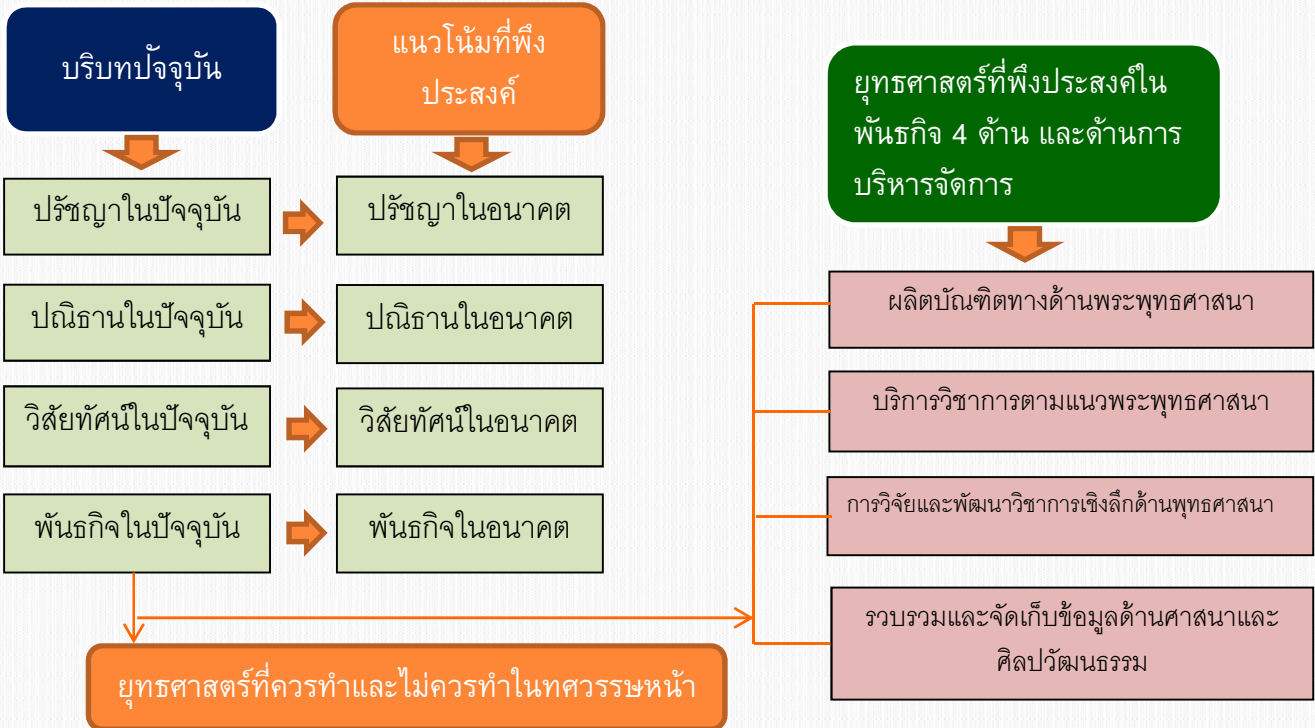 บริบทปัจจุบัน
แนวโน้มที่พึง
ประสงค์
ปรัชญาในปัจจุบัน
ปรัชญาในอนาคต
ปณิธานในปัจจุบัน
ปณิธานในอนาคต
วิสัยทัศน์ในปัจจุบัน
วิสัยทัศน์ในอนาคต
พันธกิจในปัจจุบัน
พันธกิจในอนาคต
ยุทธศาสตร์ที่ควรทำและไม่ควรทำในทศวรรษหน้า
ยุทธศาสตร์ที่พึงประสงค์ใน
พันธกิจ 4 ด้าน และด้านการ
บริหารจัดการ
ผลิตบัณฑิตทางด้านพระพุทธศาสนา
บริการวิชาการตามแนวพระพุทธศาสนา
การวิจัยและพัฒนาวิชาการเชิงลึกด้านพุทธศาสนา
รวบรวมและจัดเก็บข้อมูลด้านศาสนาและ
ศิลปวัฒนธรรม